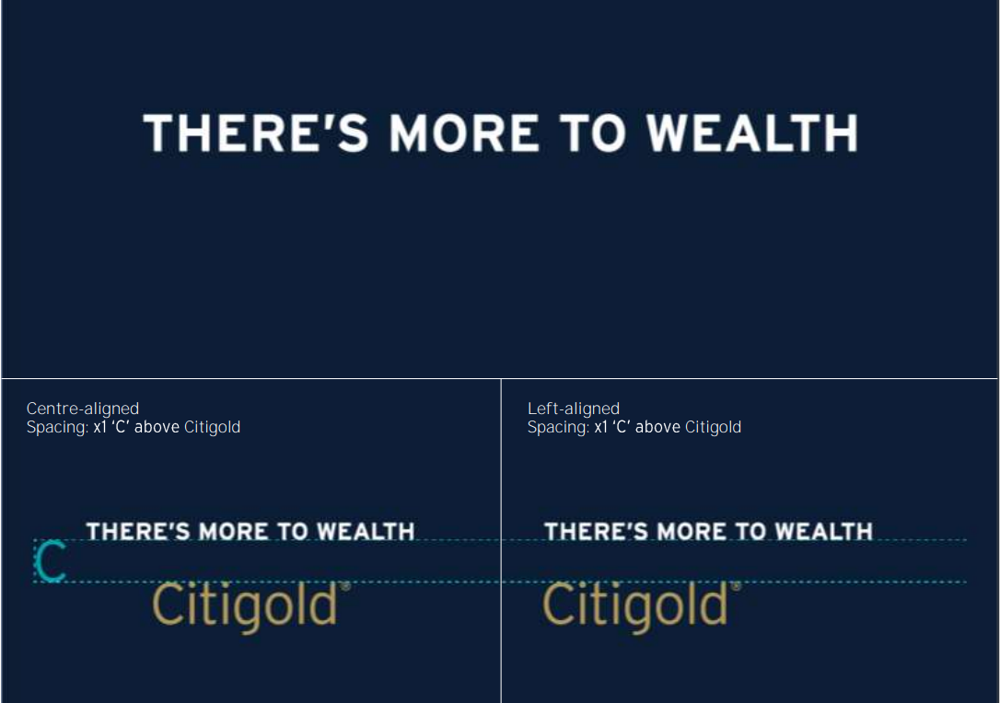 THERE'S MORE TO WEALTH
Centre-aligned
Spacing: x1 ‘C’ above Citigold
THERE'S MORE TO WEALTH
C
Citigold®
Left-aligned
Spacing: x1 ‘C’ above Citigold
THERE'S MORE TO WEALTH
Citigold®